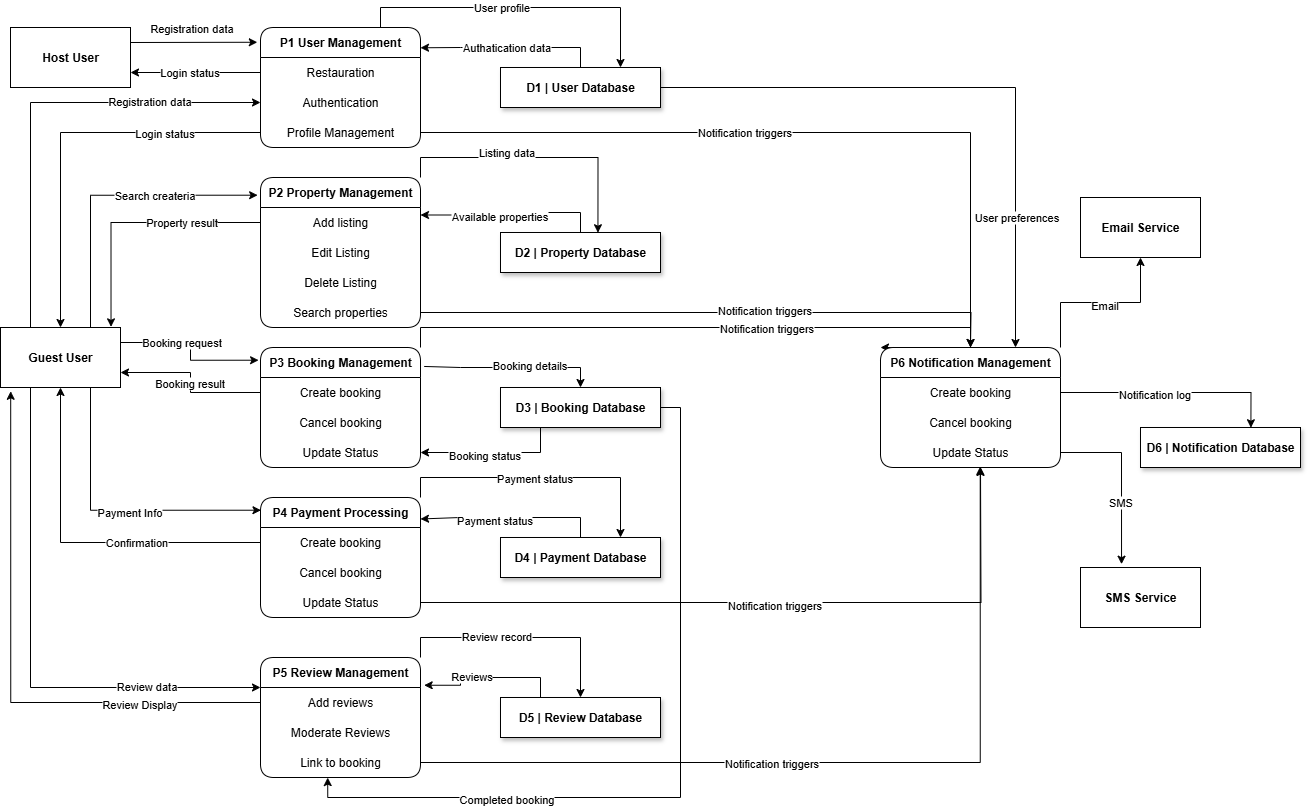 User profile
Registration data
Host User
P1 User Management
Authatication data
Login status
Restauration
D1 | User Database
Registration data
Authentication
Login status
Profile Management
Notification triggers
Listing data
P2 Property Management
Search createria
Property result
Add listing
Available properties
User preferences
Email Service
Edit Listing
D2 | Property Database
Delete Listing
Search properties
Notification triggers
Email
Notification triggers
Booking request
Guest User
P3 Booking Management
Booking details
P6 Notification Management
Booking result
Create booking
D3 | Booking Database
Create booking
Notification log
Cancel booking
Cancel booking
Update Status
Booking status
Update Status
D6 | Notification Database
Payment status
SMS
Payment Info
P4 Payment Processing
Payment status
Confirmation
Create booking
D4 | Payment Database
Cancel booking
Update Status
Notification triggers
SMS Service
Review record
P5 Review Management
Reviews
Review data
Review Display
Add reviews
D5 | Review Database
Moderate Reviews
Link to booking
Notification triggers
Completed booking